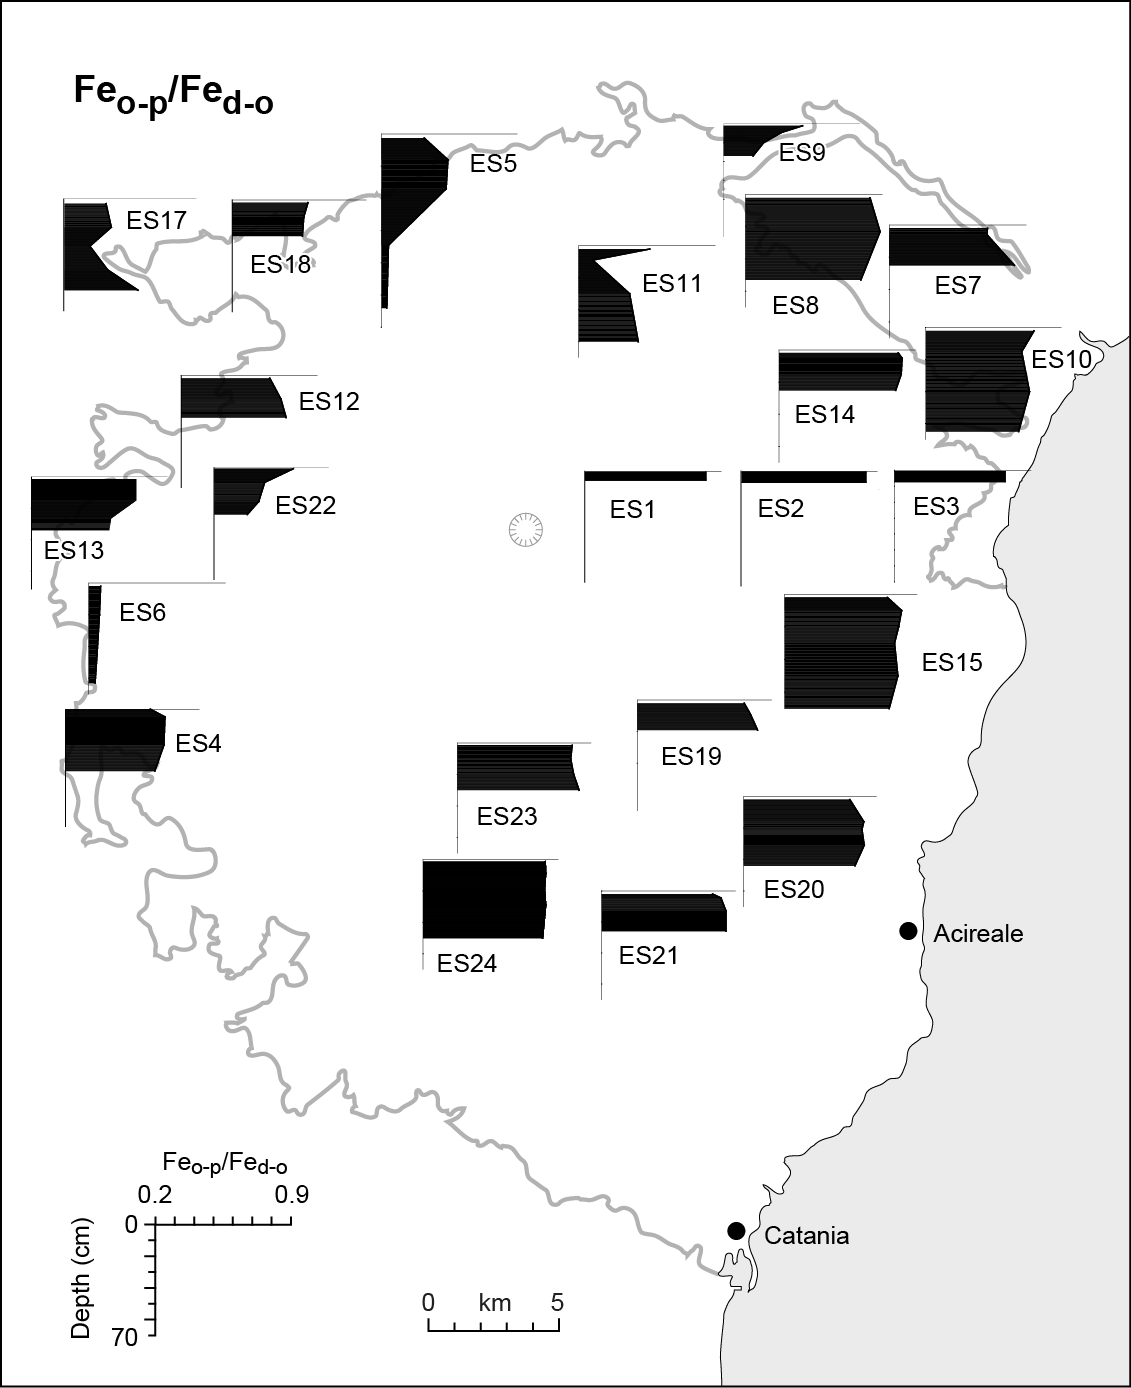 Feo-p/Fed-o
ES9
ES5
ES17
ES18
ES11
ES7
ES8
ES10
ES12
ES14
ES22
ES1
ES2
ES3
ES13
ES6
ES15
ES4
ES19
ES23
ES20
ES21
ES24
Acireale
Feo-p/Fed-o
0.2 0.9
0
Depth (cm)
70
Catania
0 km 5